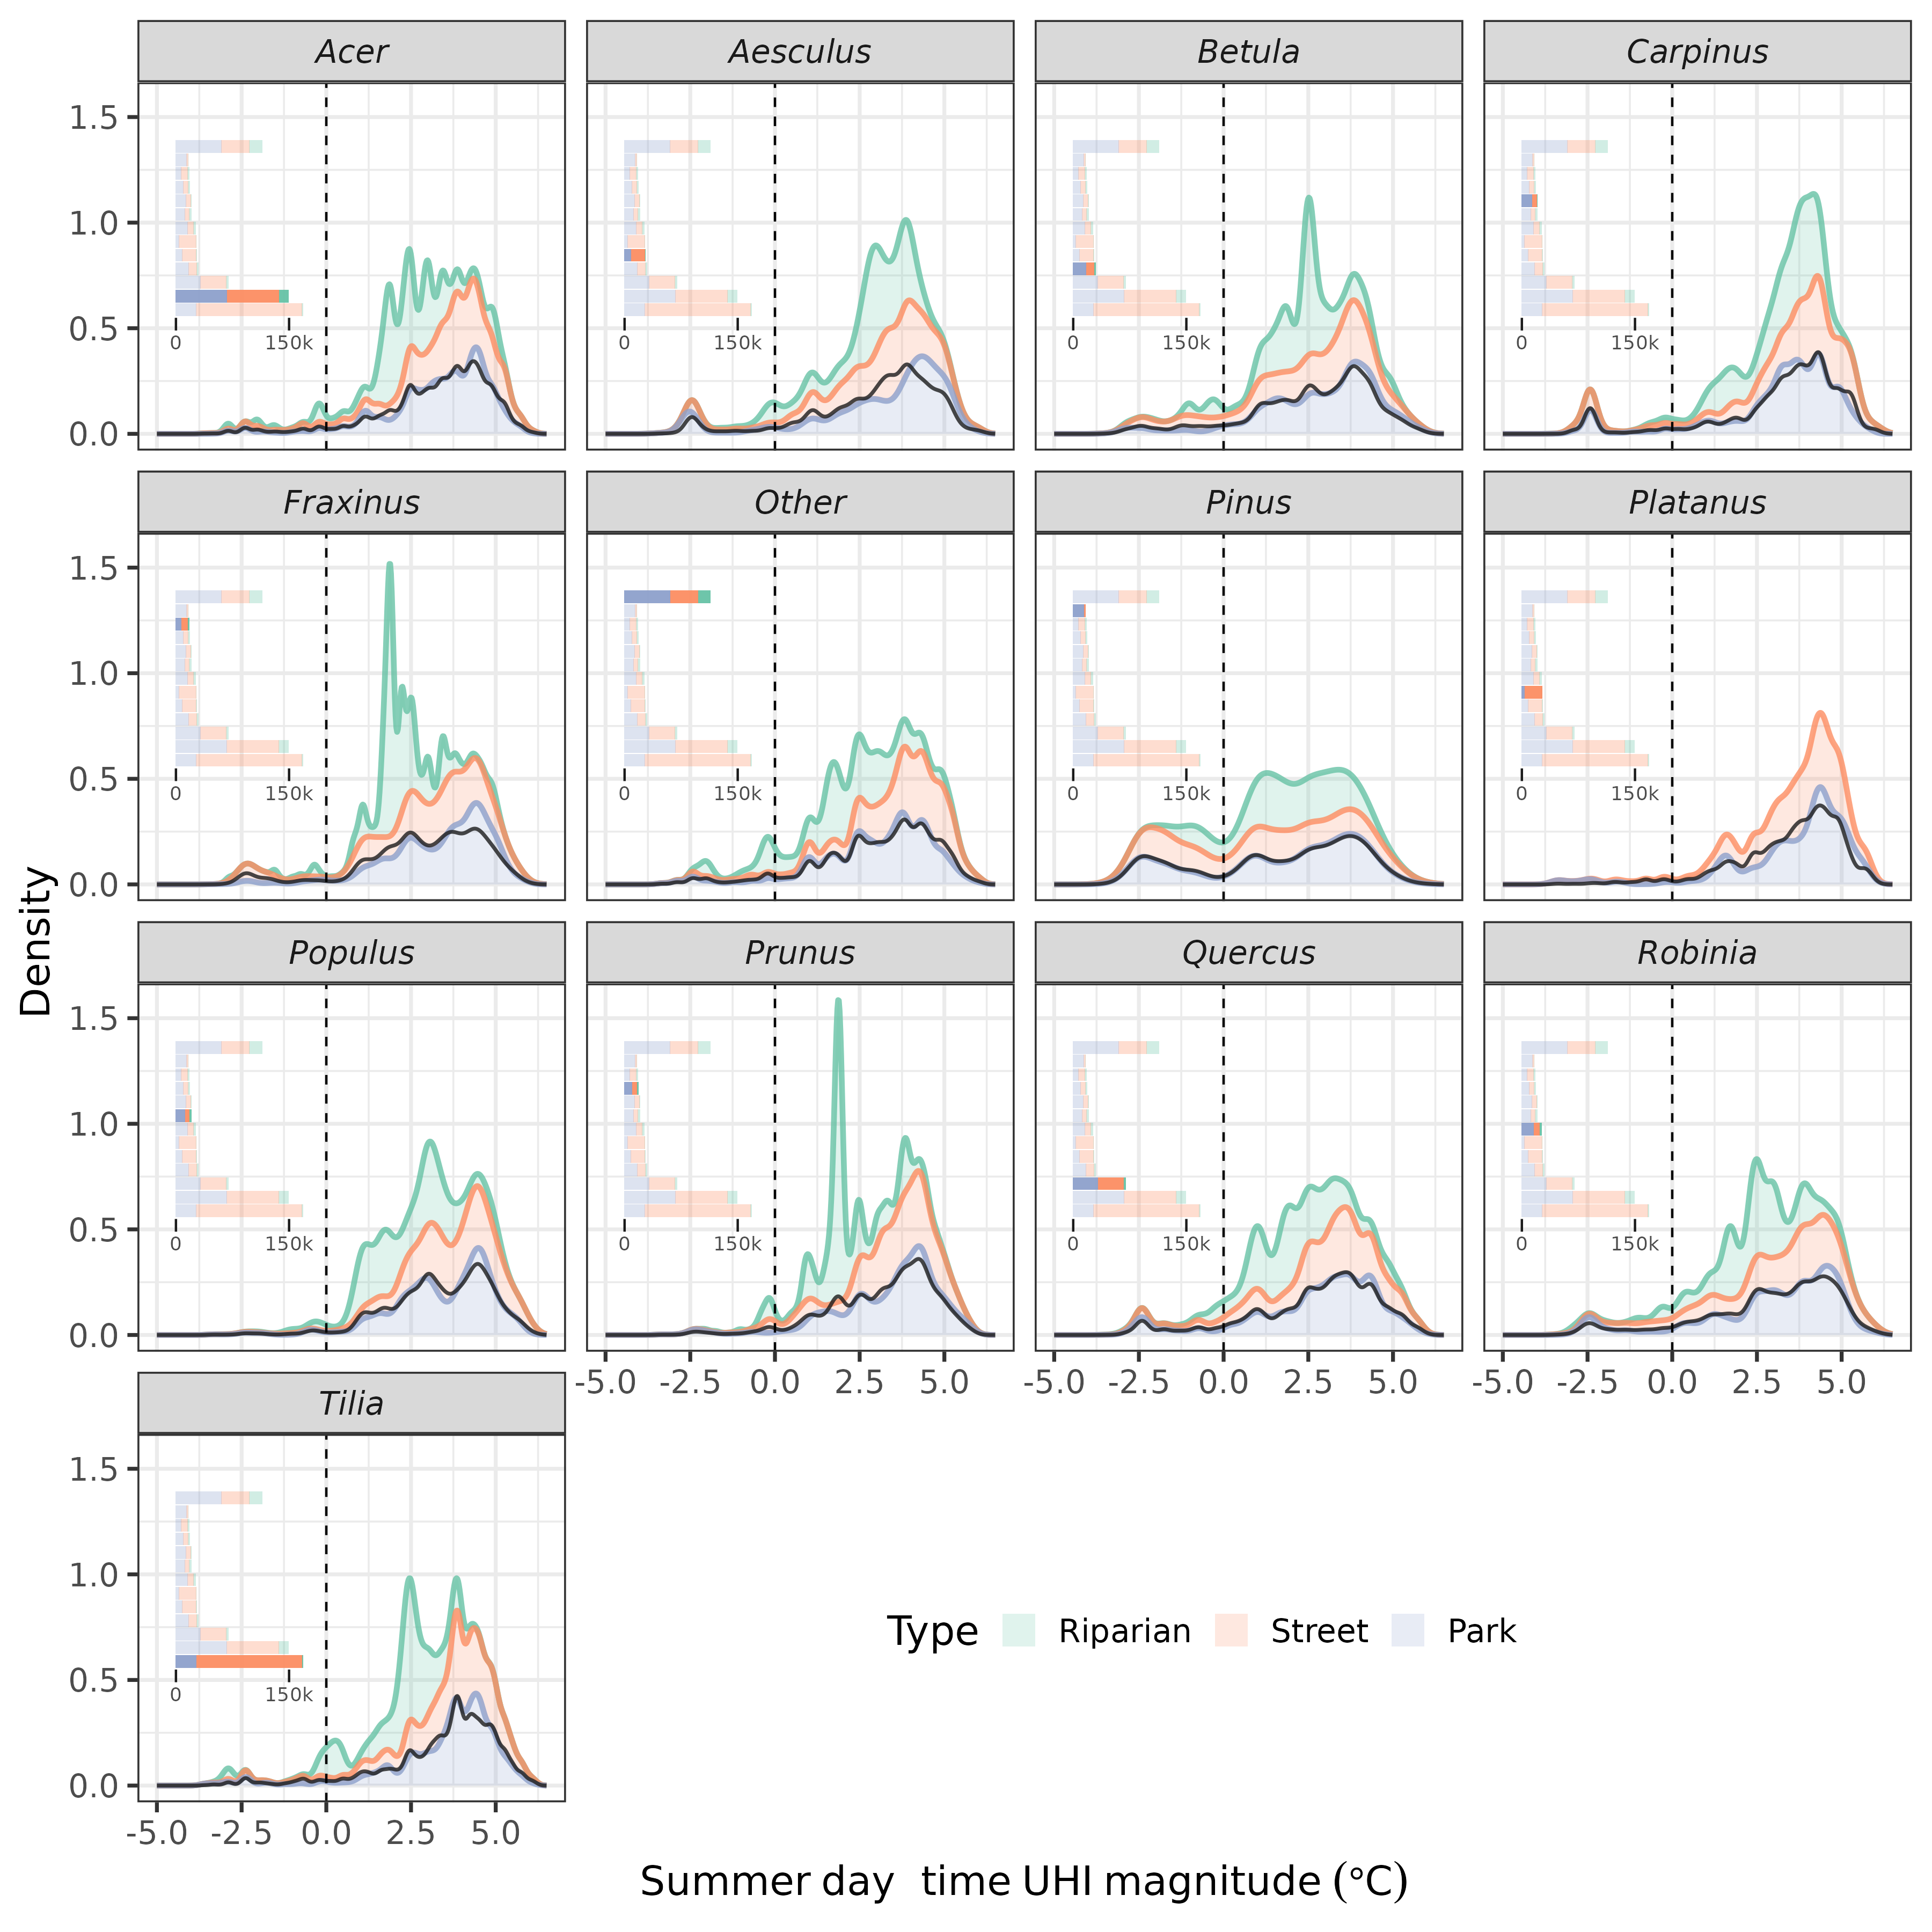 Acer Aesculus Betula Carpinus
1.5
1.0
0.5
0.0
0 150k 0 150k 0 150k 0 150k
Fraxinus Other Pinus Platanus
1.5
1.0
0.5
0.0
0 150k 0 150k 0 150k 0 150k
Density
Populus Prunus Quercus Robinia
1.5
1.0
0.5
0.0
0 150k 0 150k 0 150k 0 150k
-5.0 -2.5 0.0 2.5 5.0 -5.0 -2.5 0.0 2.5 5.0 -5.0 -2.5 0.0 2.5 5.0
Tilia
1.5
1.0
0.5
0.0
0 150k
-5.0 -2.5 0.0 2.5 5.0
Type Riparian Street Park
Summer day time UHI magnitude (°C)